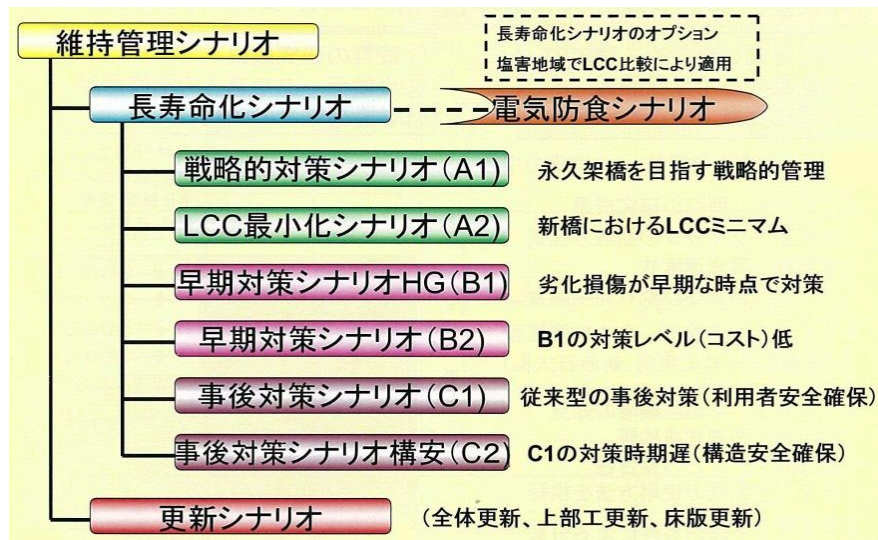 維持管理シナリオ
長寿命化シナリオのオプション
塩害地域でLCC比較により適用
長寿命化シナリオ
電気防食シナリオ
戦略的対策シナリオ(A1)
永久架橋を目指す戦略的管理
LCC最小化シナリオ(A2)
新橋におけるLCCミニマム
早期対策シナリオHG(B1)
劣化損傷が早期な時点で対策
早期対策シナリオ(B2)
B1の対策レベル(コスト)低
事後対策シナリオ(C1)
従来型の事後対策(利用者安全確保)
事後対策シナリオ構安(C2)
C1の対策時期遅(構造安全確保)
更新シナリオ
(全体更新、上部工更新、床版更新)